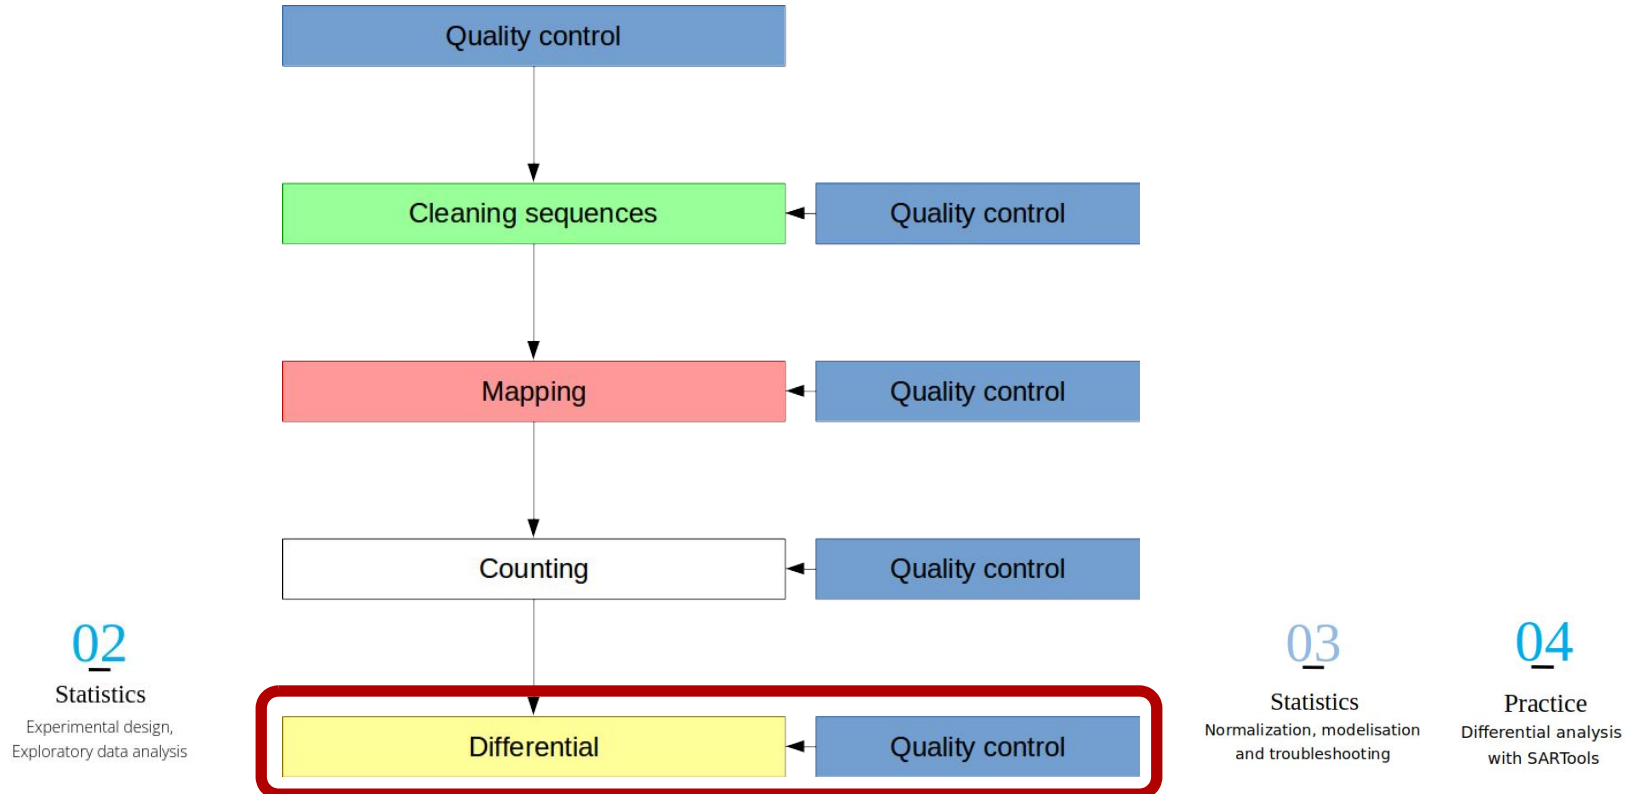 Quality control
Cleaning sequences
Quality control
Mapping
Quality control
Counting
Quality control
02
Statistics
Experimental design,
Exploratory data analysis
Differential
Quality control
03
Statistics
Normalization, modelisation
and troubleshooting
04
Practice
Differential analysis
with SARTools